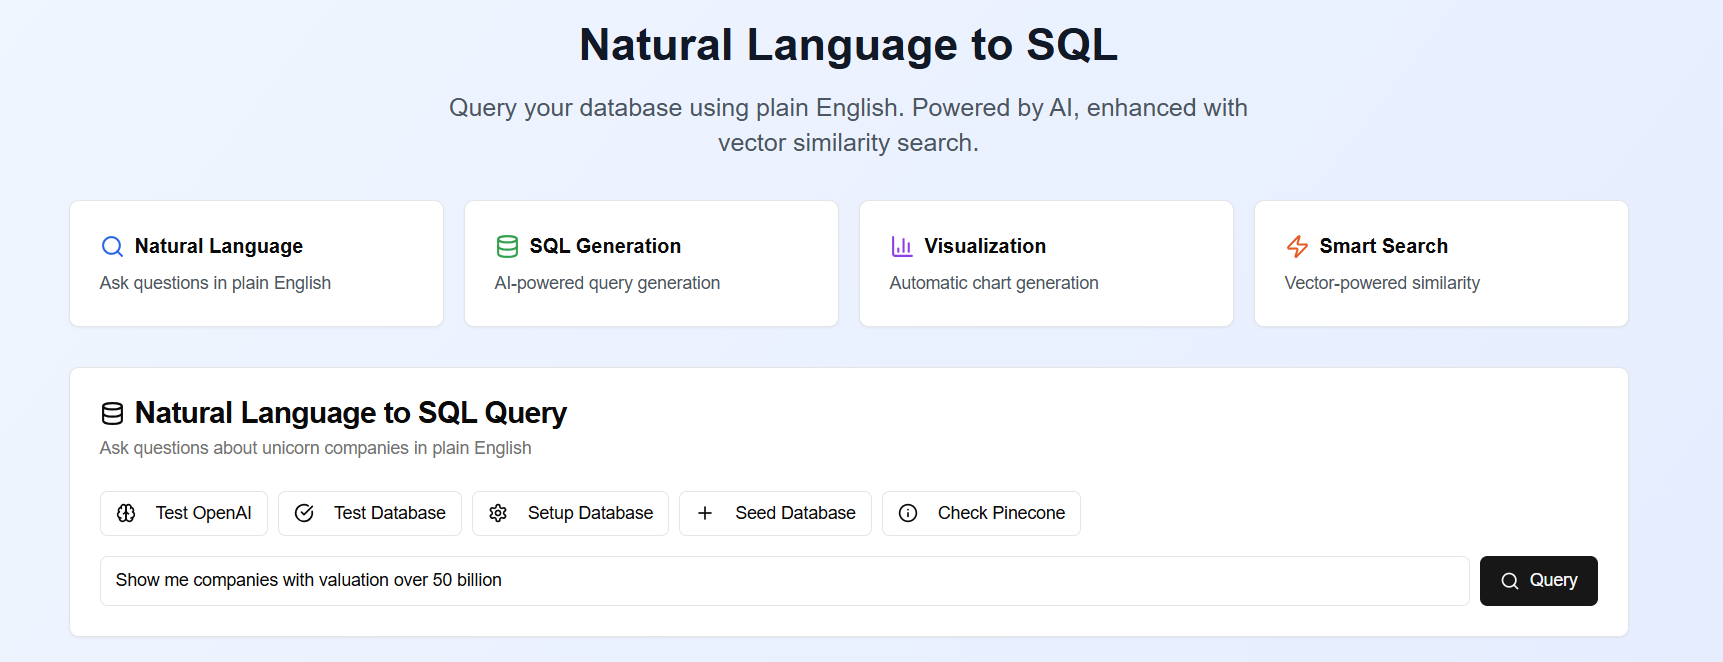 Natural Language to SQL
Query your database using plain English. Powered by AI, enhanced with
vector similarity search.
Natural Language
Ask questions in plain English
SQL Generation
AI-powered query generation
Visualization
Automatic chart generation
Smart Search
Vector-powered similarity
Natural Language to SQL Query
Ask questions about unicorn companies in plain English
Test OpenAI
Test Database
Setup Database
Seed Database
Check Pinecone
Show me companies with valuation over 50 billion
Query